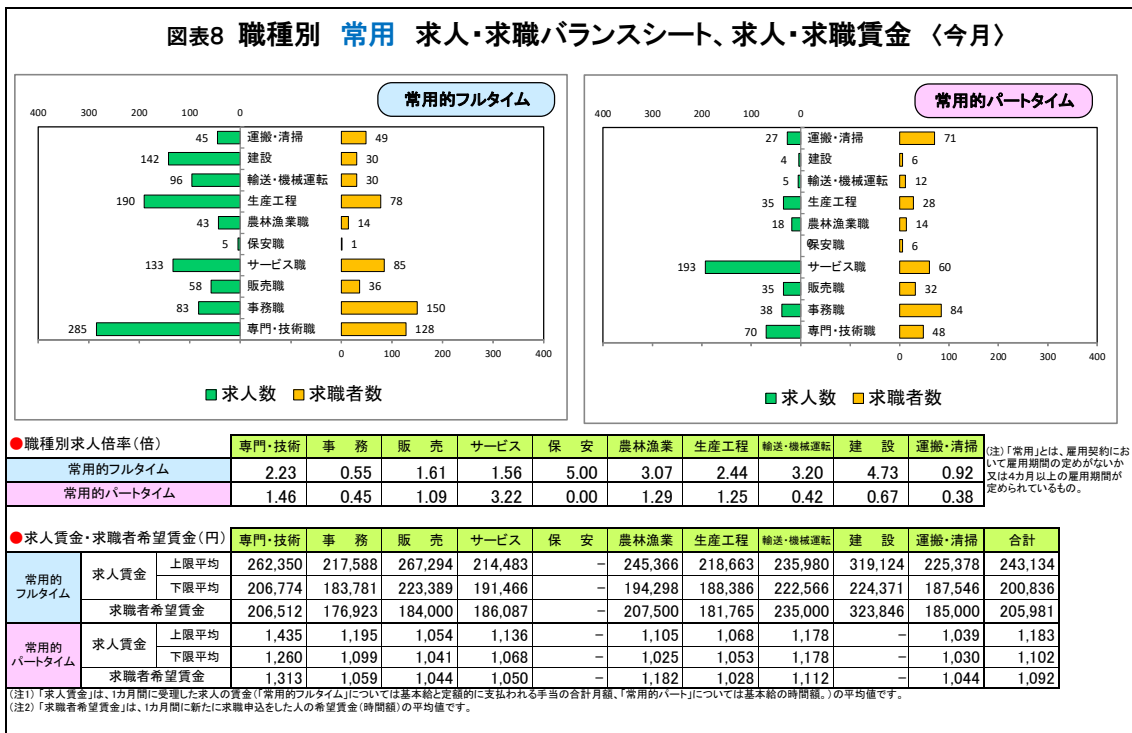 図表8 職種別 常用 求人・求職バランスシート、求人・求職賃金 〈今月〉
常用的フルタイム
400 300 200 100 0
45 運搬・清掃 49
142 建設 30
96 輸送・機械運転 30
190 生産工程 78
43 農林漁業職 14
5 保安職 1
133 サービス職 85
58 販売職 36
83 事務職 150
285 専門・技術職 128
0 100 200 300 400
求人数 求職者数
常用的パートタイム
400 300 200 100 0
27 運搬・清掃 71
4 建設 6
5 輸送・機械運転 12
35 生産工程 28
18 農林漁業職 14
0 保安職 6
193 サービス職 60
35 販売職 32
38 事務職 84
70 専門・技術職 48
0 100 200 300 400
求人数 求職者数
●職種別求人倍率(倍) 専門・技術 事 務 販 売 サービス 保 安 農林漁業 生産工程 輸送・機械運転 建 設 運搬・清掃
常用的フルタイム 2.23 0.55 1.61 1.56 5.00 3.07 2.44 3.20 4.73 0.92
常用的パートタイム 1.46 0.45 1.09 3.22 0.00 1.29 1.25 0.42 0.67 0.38
(注)「常用」とは、雇用契約にお
いて雇用期間の定めがないか
又は4カ月以上の雇用期間が
定められているもの。
●求人賃金・求職者希望賃金(円) 専門・技術 事 務 販 売 サービス 保 安 農林漁業 生産工程 輸送・機械運転 建 設 運搬・清掃 合計
常用的
フルタイム
求人賃金 上限平均 262,350 217,588 267,294 214,483 － 245,366 218,663 235,980 319,124 225,378 243,134
下限平均 206,774 183,781 223,389 191,466 － 194,298 188,386 222,566 224,371 187,546 200,836
求職者希望賃金 206,512 176,923 184,000 186,087 － 207,500 181,765 235,000 323,846 185,000 205,981
常用的
パートタイム
求人賃金 上限平均 1,435 1,195 1,054 1,136 － 1,105 1,068 1,178 － 1,039 1,183
下限平均 1,260 1,099 1,041 1,068 － 1,025 1,053 1,178 － 1,030 1,102
求職者希望賃金 1,313 1,059 1,044 1,050 － 1,182 1,028 1,112 － 1,044 1,092
(注1)「求人賃金」は、1カ月間に受理した求人の賃金(「常用的フルタイム」については基本給と定額的に支払われる手当の合計月額、「常用的パート」については基本給の時間額。)の平均値です。
(注2)「求職者希望賃金」は、1カ月間に新たに求職申込をした人の希望賃金(時間額)の平均値です。